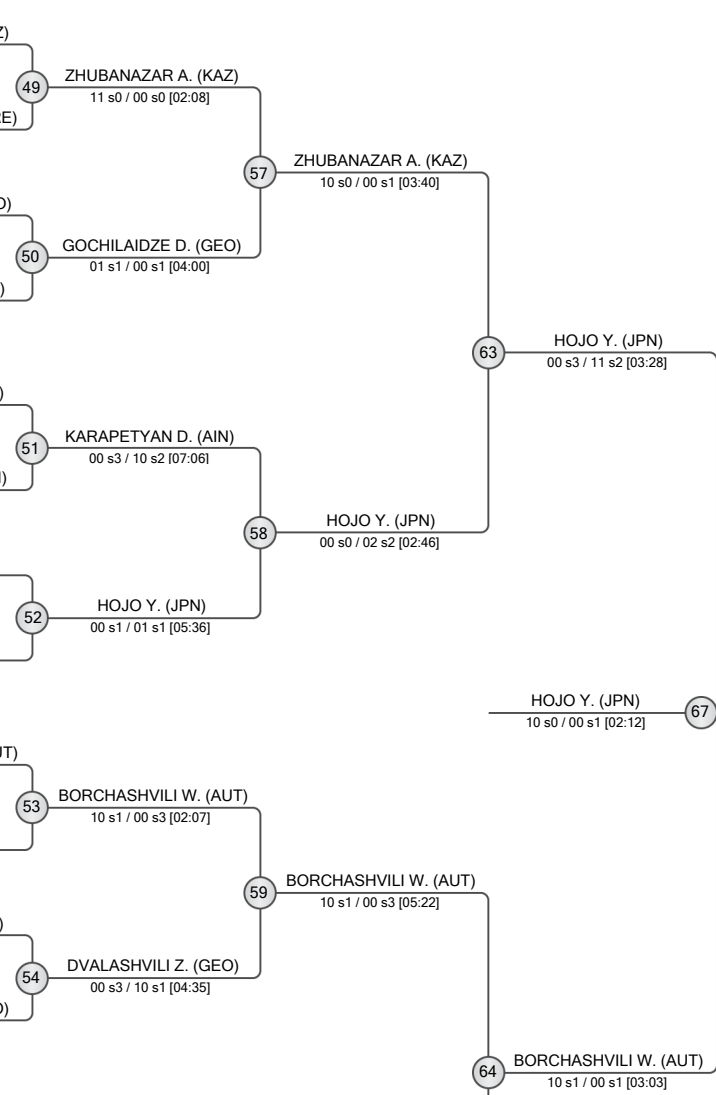 Z)
49
ZHUBANAZAR A. (KAZ)
11 s0 / 00 s0 [02:08]
E)
57
ZHUBANAZAR A. (KAZ)
10 s0 / 00 s1 [03:40]
O)
50
GOCHILAIDZE D. (GEO)
01 s1 / 00 s1 [04:00]
)
63
HOJO Y. (JPN)
00 s3 / 11 s2 [03:28]
)
51
KARAPETYAN D. (AIN)
00 s3 / 10 s2 [07:06]
)
58
HOJO Y. (JPN)
00 s0 / 02 s2 [02:46]
52
HOJO Y. (JPN)
00 s1 / 01 s1 [05:36]
HOJO Y. (JPN)
10 s0 / 00 s1 [02:12]
67
UT)
53
BORCHASHVILI W. (AUT)
10 s1 / 00 s3 [02:07]
59
BORCHASHVILI W. (AUT)
10 s1 / 00 s3 [05:22]
)
54
DVALASHVILI Z. (GEO)
00 s3 / 10 s1 [04:35]
O)
64
BORCHASHVILI W. (AUT)
10 s1 / 00 s1 [03:03]